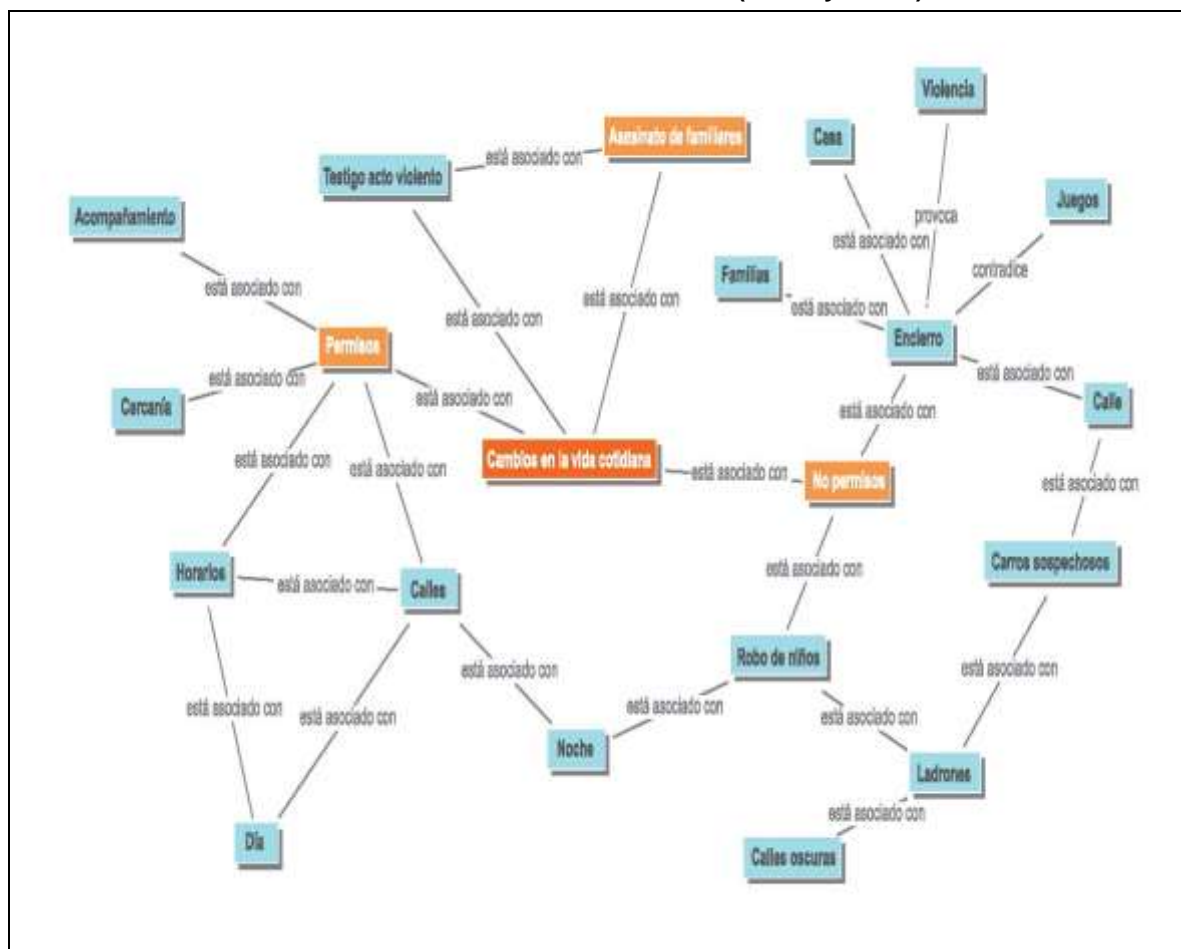 Violencia
Casa
Asesinato de familiares
está asociado con
Testigo acto violento
Juegos
Acompañamiento
provoca
está asociado con
contradice
Familias
está asociado con
está asociado con
está asociado con
está asociado con
Permisos
Encierro
está asociado con
está asociado con
está asociado con
Cercanía
está asociado con
está asociado con
Calle
está asociado con
está asociado con
Cambios en la vida cotidiana
está asociado con
No permisos
está asociado con
Horarios
está asociado con
Calles
está asociado con
Carros sospechosos
Robo de niños
está asociado con
está asociado con
está asociado con
está asociado con
está asociado con
está asociado con
Noche
Ladrones
está asociado con
Día
Calles oscuras